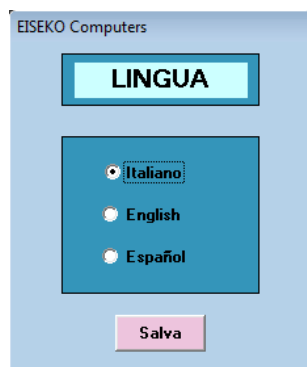 EISEKO Computers
LINGUA
Italiano
English
Español
Salva